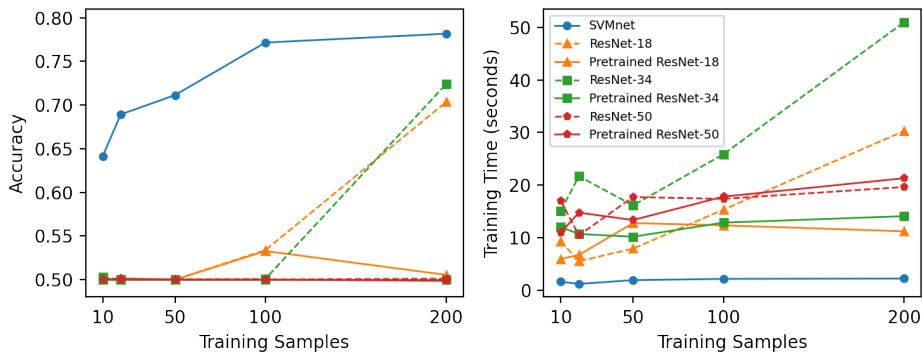 0.80
0.75
0.70
0.65
0.60
0.55
0.50
Accuracy
10
50
100
200
Training Samples
50
40
30
20
10
0
Training Time (seconds)
SVMnet
ResNet-18
Pretrained ResNet-18
ResNet-34
Pretrained ResNet-34
ResNet-50
Pretrained ResNet-50
10
50
100
200
Training Samples